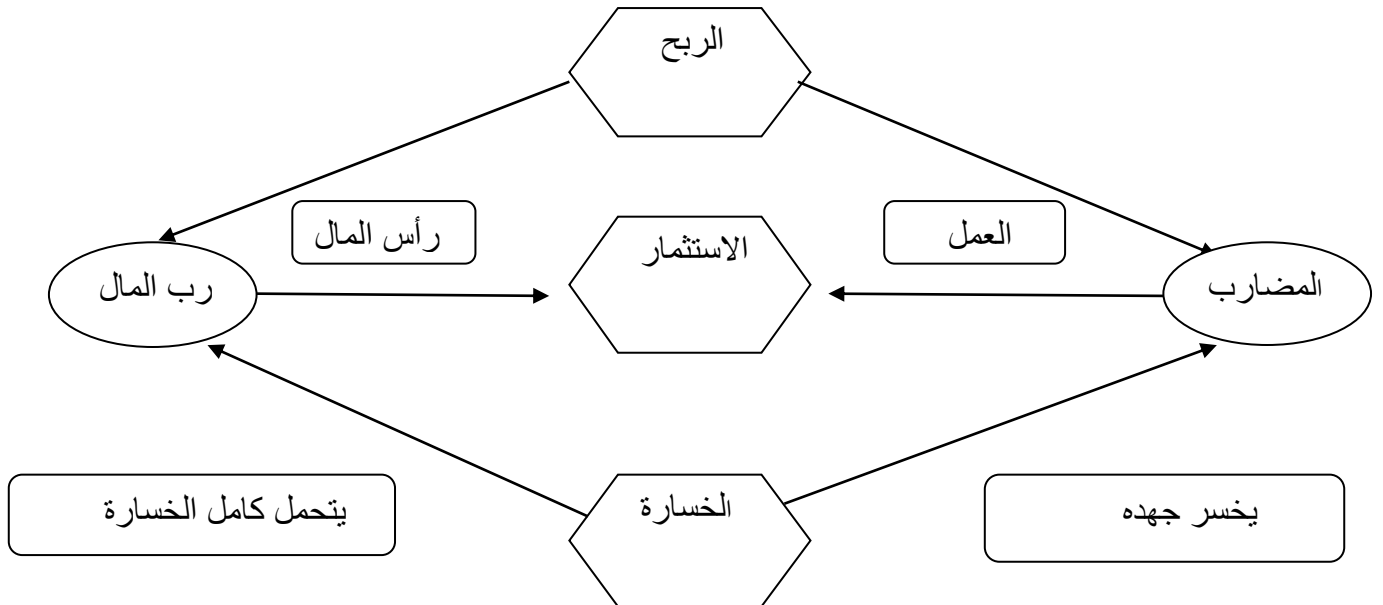 الربح
العمل
رأس المال
الاستثمار
المضارب
رب المال
الخسارة
يخسر جهده
يتحمل كامل الخسارة